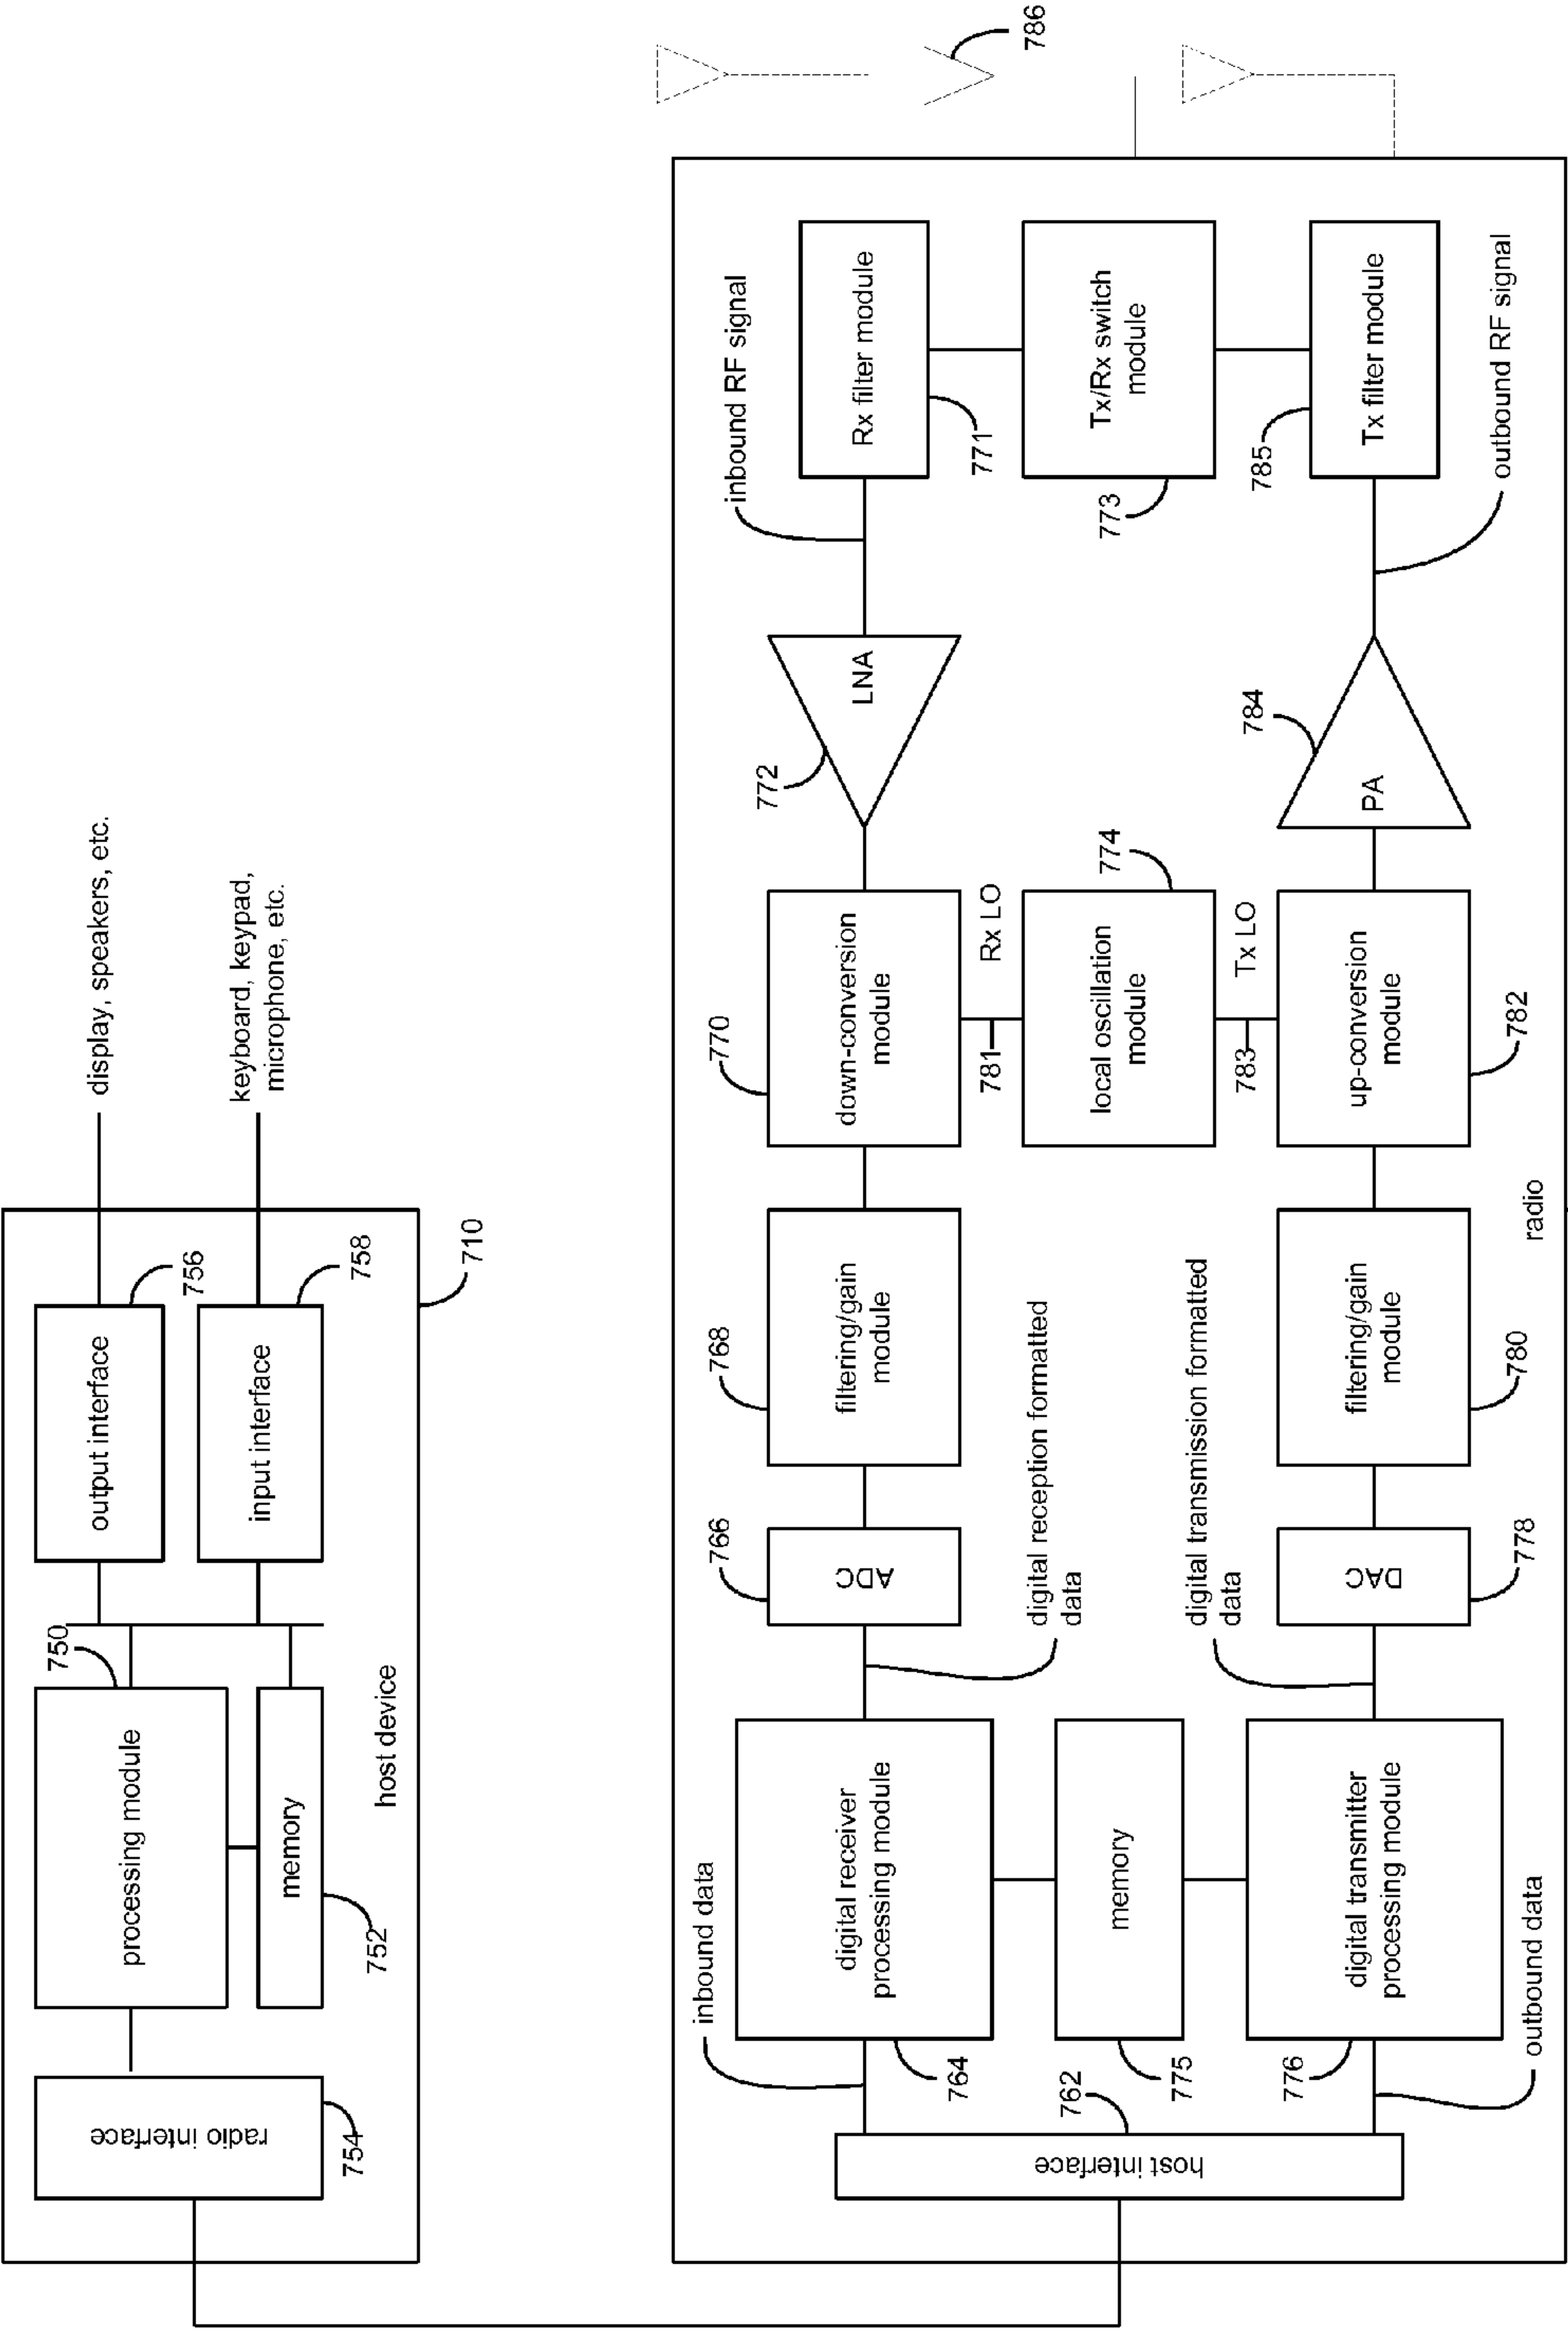 display, speakers, etc.
keyboard, keypad,
microphone, etc.
output interface
756
input interface
758
710
750
processing module
memory
752
host device
radio interface
754
786
inbound RF signal
Rx filter module
771
Tx/Rx switch
module
773
785
Tx filter module
outbound RF signal
LNA
772
784
PA
770
down-conversion
module
781
Rx LO
774
local oscillation
module
783
Tx LO
up-conversion
module
782
768
filtering/gain
module
filtering/gain
module
780
radio
766
ADC
digital reception formatted
data
digital transmission formatted
data
DAC
778
inbound data
digital receiver
processing module
764
memory
775
digital transmitter
processing module
776
outbound data
762
host interface